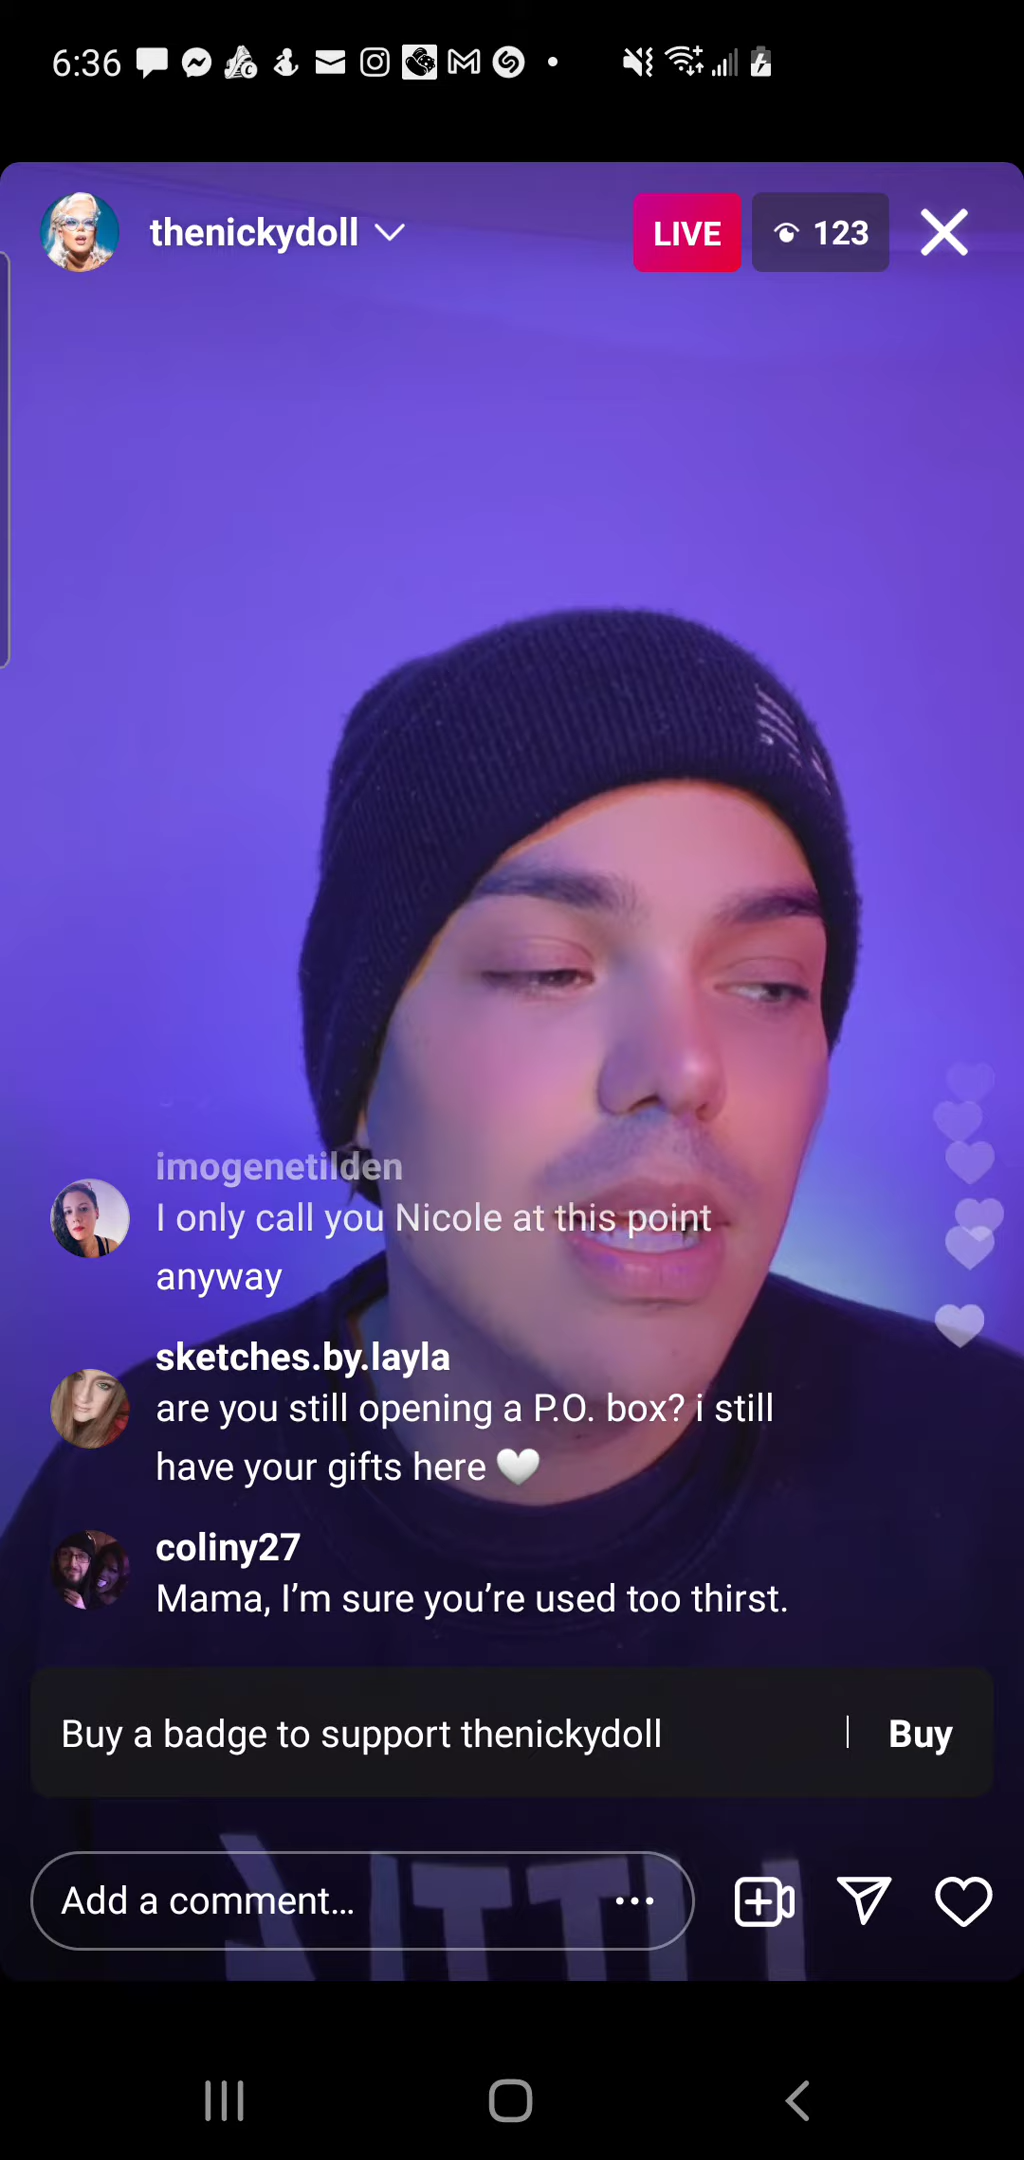 6:36
thenickydoll
LIVE
123
imogenetilden
I only call you Nicole at this point
anyway
sketches.by.layla
are you still opening a P.O. box? i still
have your gifts here 🤍
coliny27
Mama, I’m sure you’re used too thirst.
Buy a badge to support thenickydoll | Buy
Add a comment...